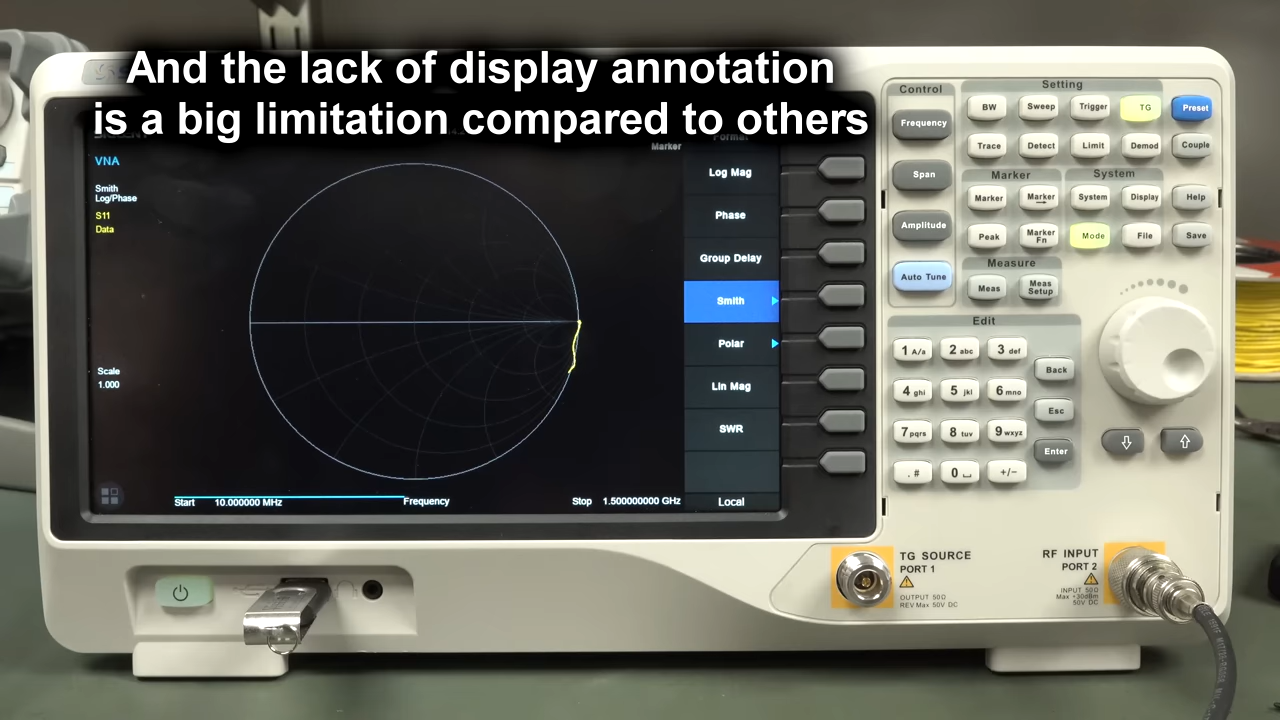 And the lack of display annotation
is a big limitation compared to others
VNA
Smith
Log/Phase
S11
Data
Scale
1.000
Start 10.000000 MHz
Frequency
Stop 1.500000000 GHz
Marker
Format
Log Mag
Phase
Group Delay
Smith
Polar
Lin Mag
SWR
Local
Control
Frequency
Span
Amplitude
Auto Tune
Setting
BW Sweep Trigger TG Preset
Trace Detect Limit Demod Couple
Marker
System
Marker Marker System Display Help
Peak Marker Fn Mode File Save
Measure
Meas Meas Setup
Edit
1 A/a 2 abc 3 def
4 ghi 5 jkl 6 mno
7 pqrs 8 tuv 9 wxyz
. # 0 +/-
Back
Esc
Enter
TG SOURCE
PORT 1
OUTPUT 50Ω
REV Max 50V DC
RF INPUT
PORT 2
INPUT 50Ω
Max +30dBm
50V DC